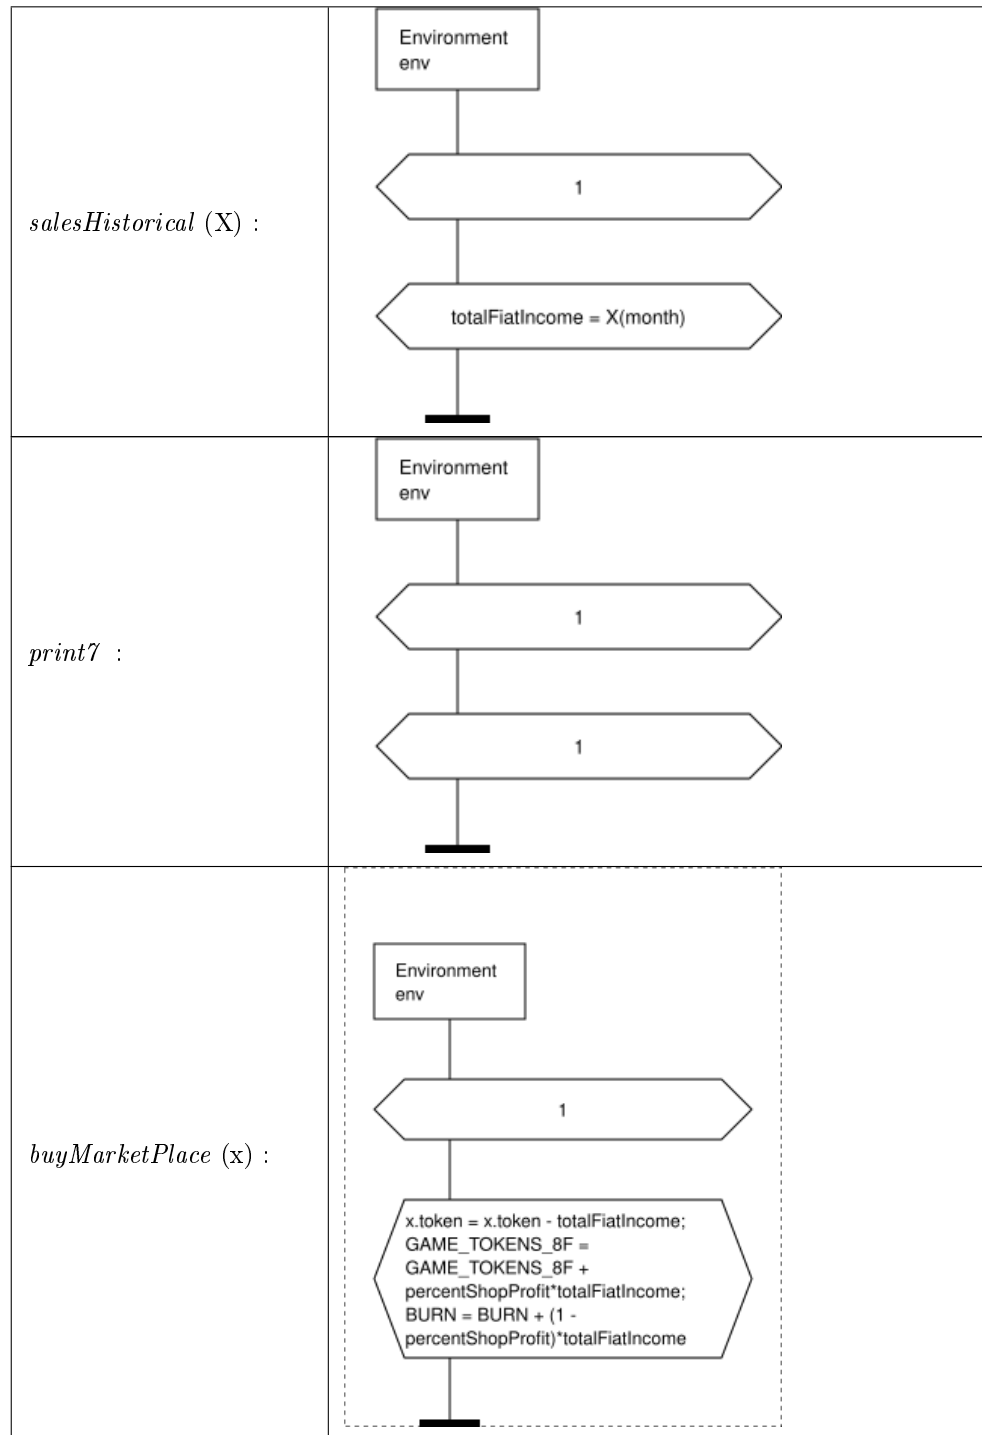 salesHistorical (X) :
Environment
env
1
totalFiatIncome = X(month)
print7 :
Environment
env
1
1
buyMarketPlace (x) :
Environment
env
1
x.token = x.token - totalFiatIncome;
GAME_TOKENS_8F =
GAME_TOKENS_8F +
percentShopProfit*totalFiatIncome;
BURN = BURN + (1 -
percentShopProfit)*totalFiatIncome